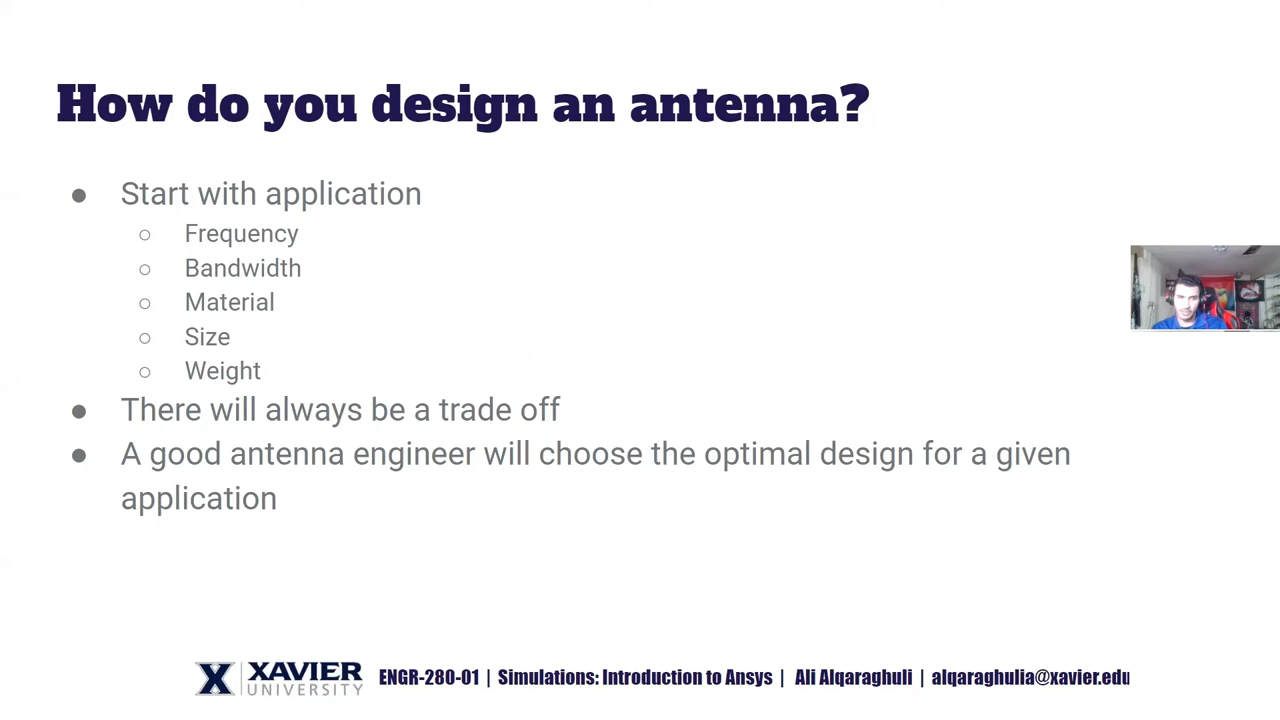 How do you design an antenna?
● Start with application
○ Frequency
○ Bandwidth
○ Material
○ Size
○ Weight
● There will always be a trade off
● A good antenna engineer will choose the optimal design for a given
application
X XAVIER
UNIVERSITY
ENGR-280-01 | Simulations: Introduction to Ansys | Ali Alqaraghuli | alqaraghulia@xavier.edu